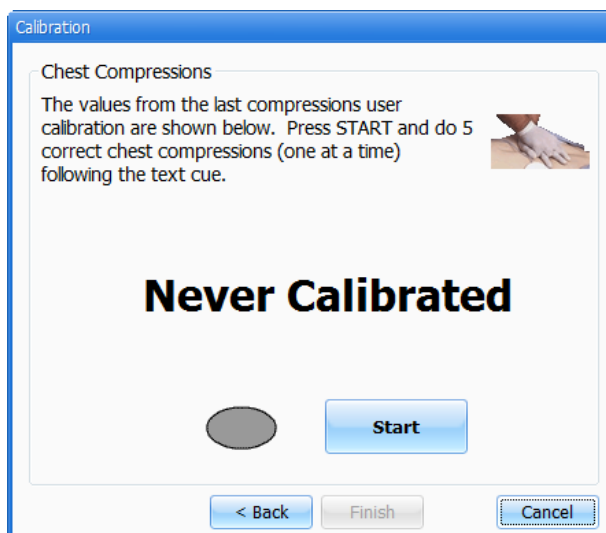 Calibration
Chest Compressions
The values from the last compressions user
calibration are shown below.  Press START and do 5
correct chest compressions (one at a time)
following the text cue.
Never Calibrated
Start
< Back
Finish
Cancel